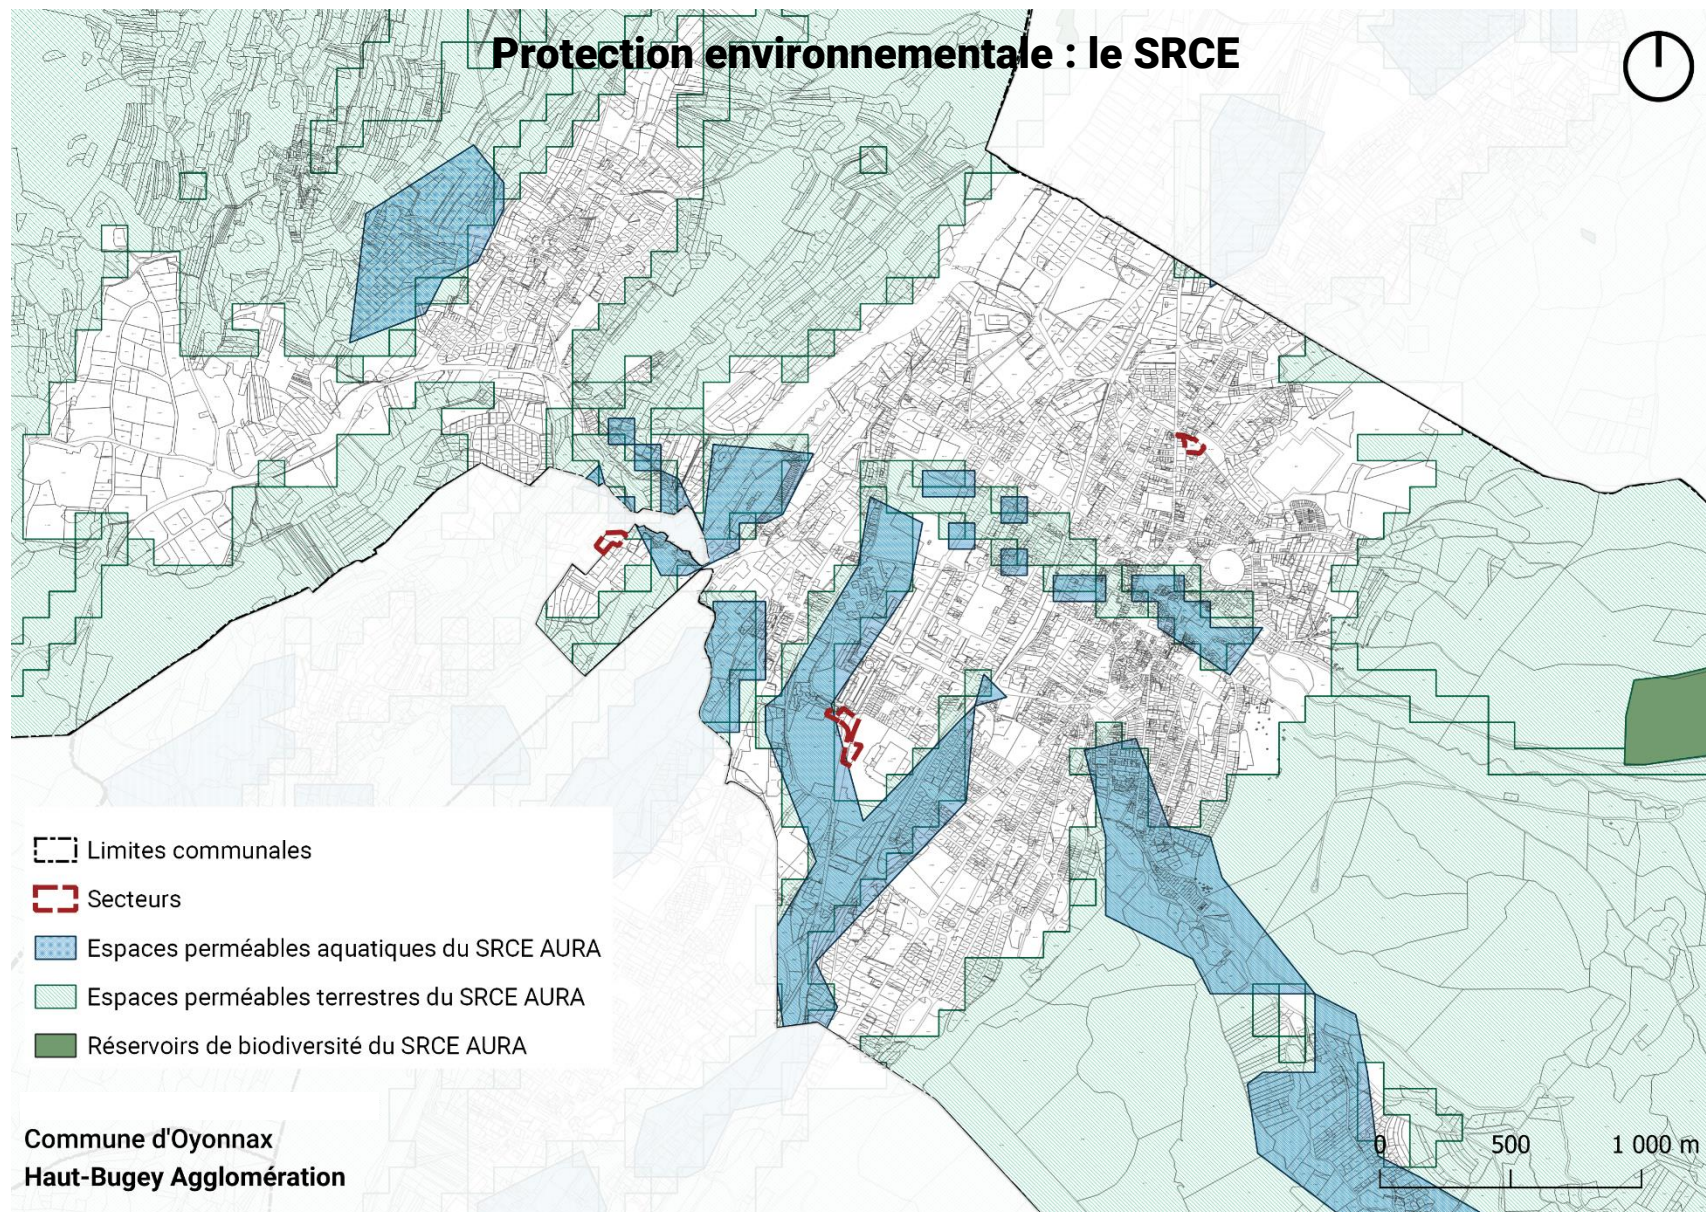 Protection environnementale : le SRCE
Limites communales
Secteurs
Espaces perméables aquatiques du SRCE AURA
Espaces perméables terrestres du SRCE AURA
Réservoirs de biodiversité du SRCE AURA
Commune d'Oyonnax
Haut-Bugey Agglomération
0 500 1 000 m